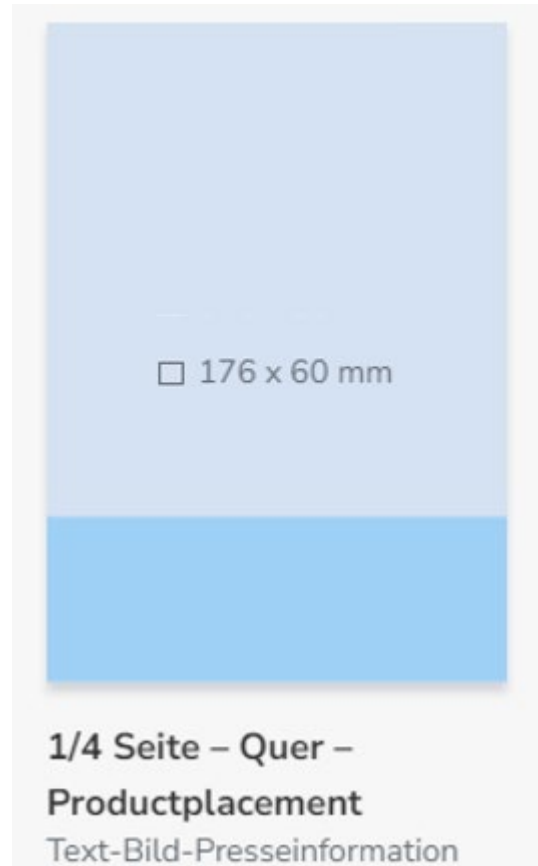 176 x 60 mm
1/4 Seite – Quer –
Productplacement
Text-Bild-Presseinformation